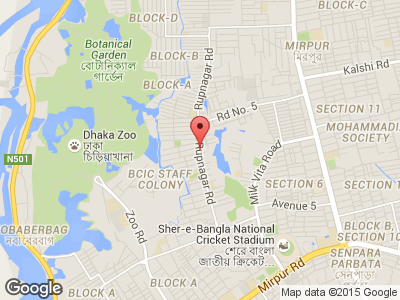 BLOCK-D
BLOCK-C
Botanical
Garden
বোটানিক্যাল
গার্ডেন
BLOCK-B
Rupnagar Rd
MIRPUR
মিরপুর
Kalshi Rd
BLOCK-A
Rd No. 5
SECTION 11
Dhaka Zoo
ঢাকা
চিড়িয়াখানা
MOHAMMADI
SOCIETY
N501
Rupnagar Rd
BCIC STAFF
COLONY
Milk Vita Road
SECTION 6
Avenue 5
Zoo Rd
OBABERBAG
নবাবেরবাগ
Sher-e-Bangla National
Cricket Stadium
শেরে বাংলা
জাতীয় ক্রিকেট...
BLOCK B
SECTION 10
SENPARA
PARBATA
সেনপাড়া
Mirpur Rd
BLOCK A
BLOCK A
Google
Map data ©2015 Google